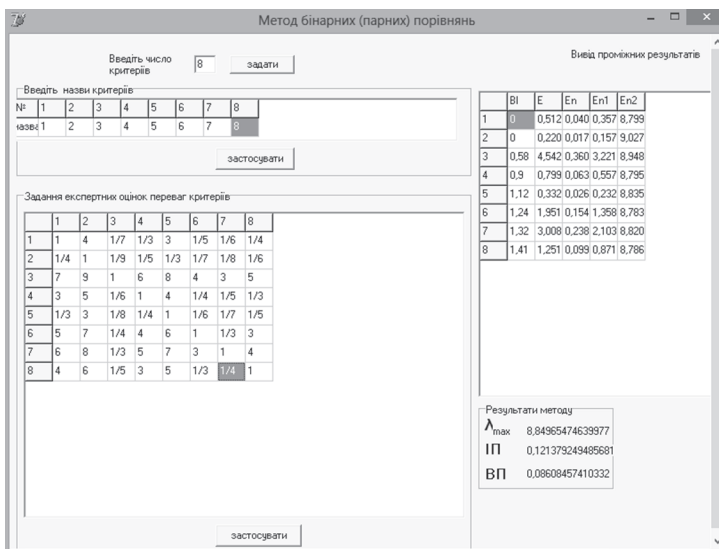 Метод бінарних (парних) порівнянь
Введіть число критеріїв
8
задати
Вивід проміжних результатів
Введіть назви критеріїв
№ 1 2 3 4 5 6 7 8
назва 1 2 3 4 5 6 7 8
застосувати
Задання експертних оцінок переваг критеріїв
1 2 3 4 5 6 7 8
1 1 4 1/7 1/3 3 1/5 1/6 1/4
2 1/4 1 1/9 1/5 1/3 1/7 1/8 1/6
3 7 9 1 6 8 4 3 5
4 3 5 1/6 1 4 1/4 1/5 1/3
5 1/3 3 1/8 1/4 1 1/6 1/7 1/5
6 5 7 1/4 4 6 1 1/3 3
7 6 8 1/3 5 7 3 1 4
8 4 6 1/5 3 5 1/3 1/4 1
застосувати
BI E En En1 En2
1 0 0,512 0,040 0,357 8,799
2 0 0,220 0,017 0,157 9,027
3 0,58 4,542 0,360 3,221 8,948
4 0,9 0,799 0,063 0,557 8,795
5 1,12 0,332 0,026 0,232 8,835
6 1,24 1,951 0,154 1,358 8,783
7 1,32 3,008 0,238 2,103 8,820
8 1,41 1,251 0,099 0,871 8,786
Результати методу
λmax 8,84965474639977
ІП 0,121379249485681
ВП 0,08608457410332